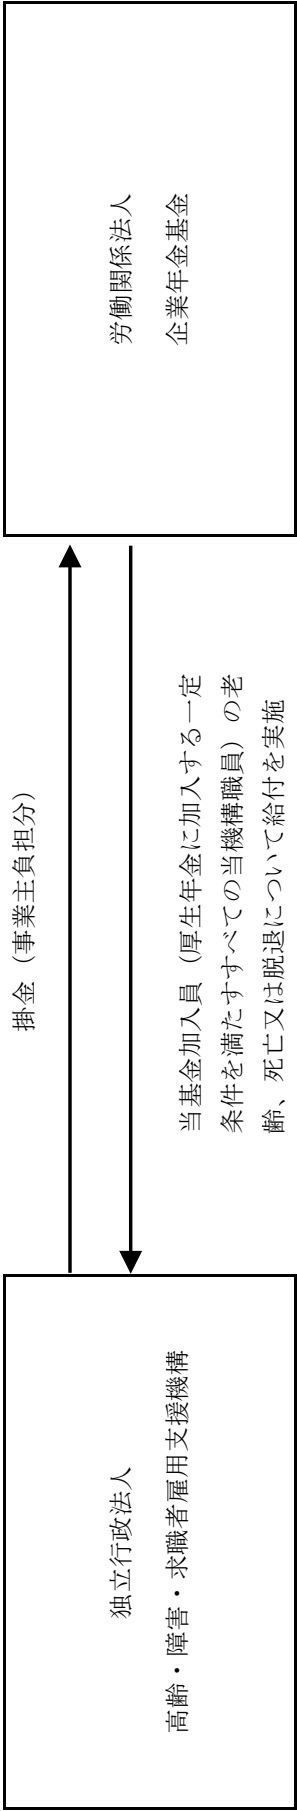 独立行政法人
高齢・障害・求職者雇用支援機構
掛金（事業主負担分）
当基金加入員（厚生年金に加入する一定
条件を満たすすべての当機構職員）の老
齢、死亡又は脱退について給付を実施
労働関係法人
企業年金基金